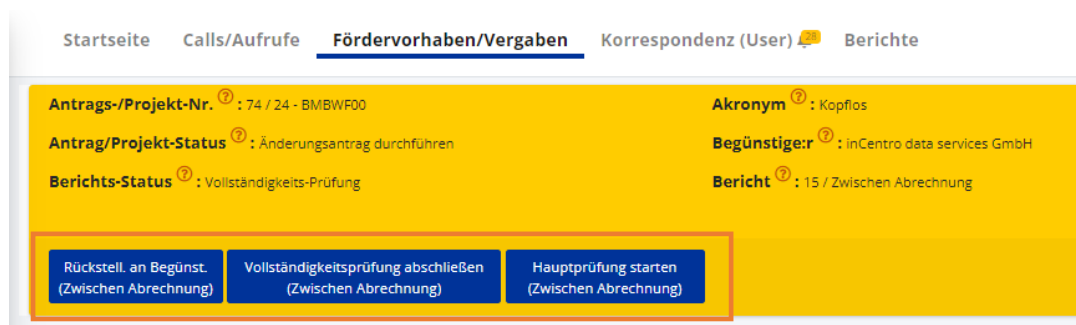 Startseite Calls/Aufrufe Fördervorhaben/Vergaben Korrespondenz (User) 28 Berichte
Antrags-/Projekt-Nr. ? : 74 / 24 - BMBWF00 Akronym ? : Kopflos
Antrag/Projekt-Status ? : Änderungsantrag durchführen Begünstige:r ? : inCentro data services GmbH
Berichts-Status ? : Vollständigkeits-Prüfung Bericht ? : 15 / Zwischen Abrechnung
Rückstell. an Begünst. Vollständigkeitsprüfung abschließen Hauptprüfung starten
(Zwischen Abrechnung) (Zwischen Abrechnung) (Zwischen Abrechnung)